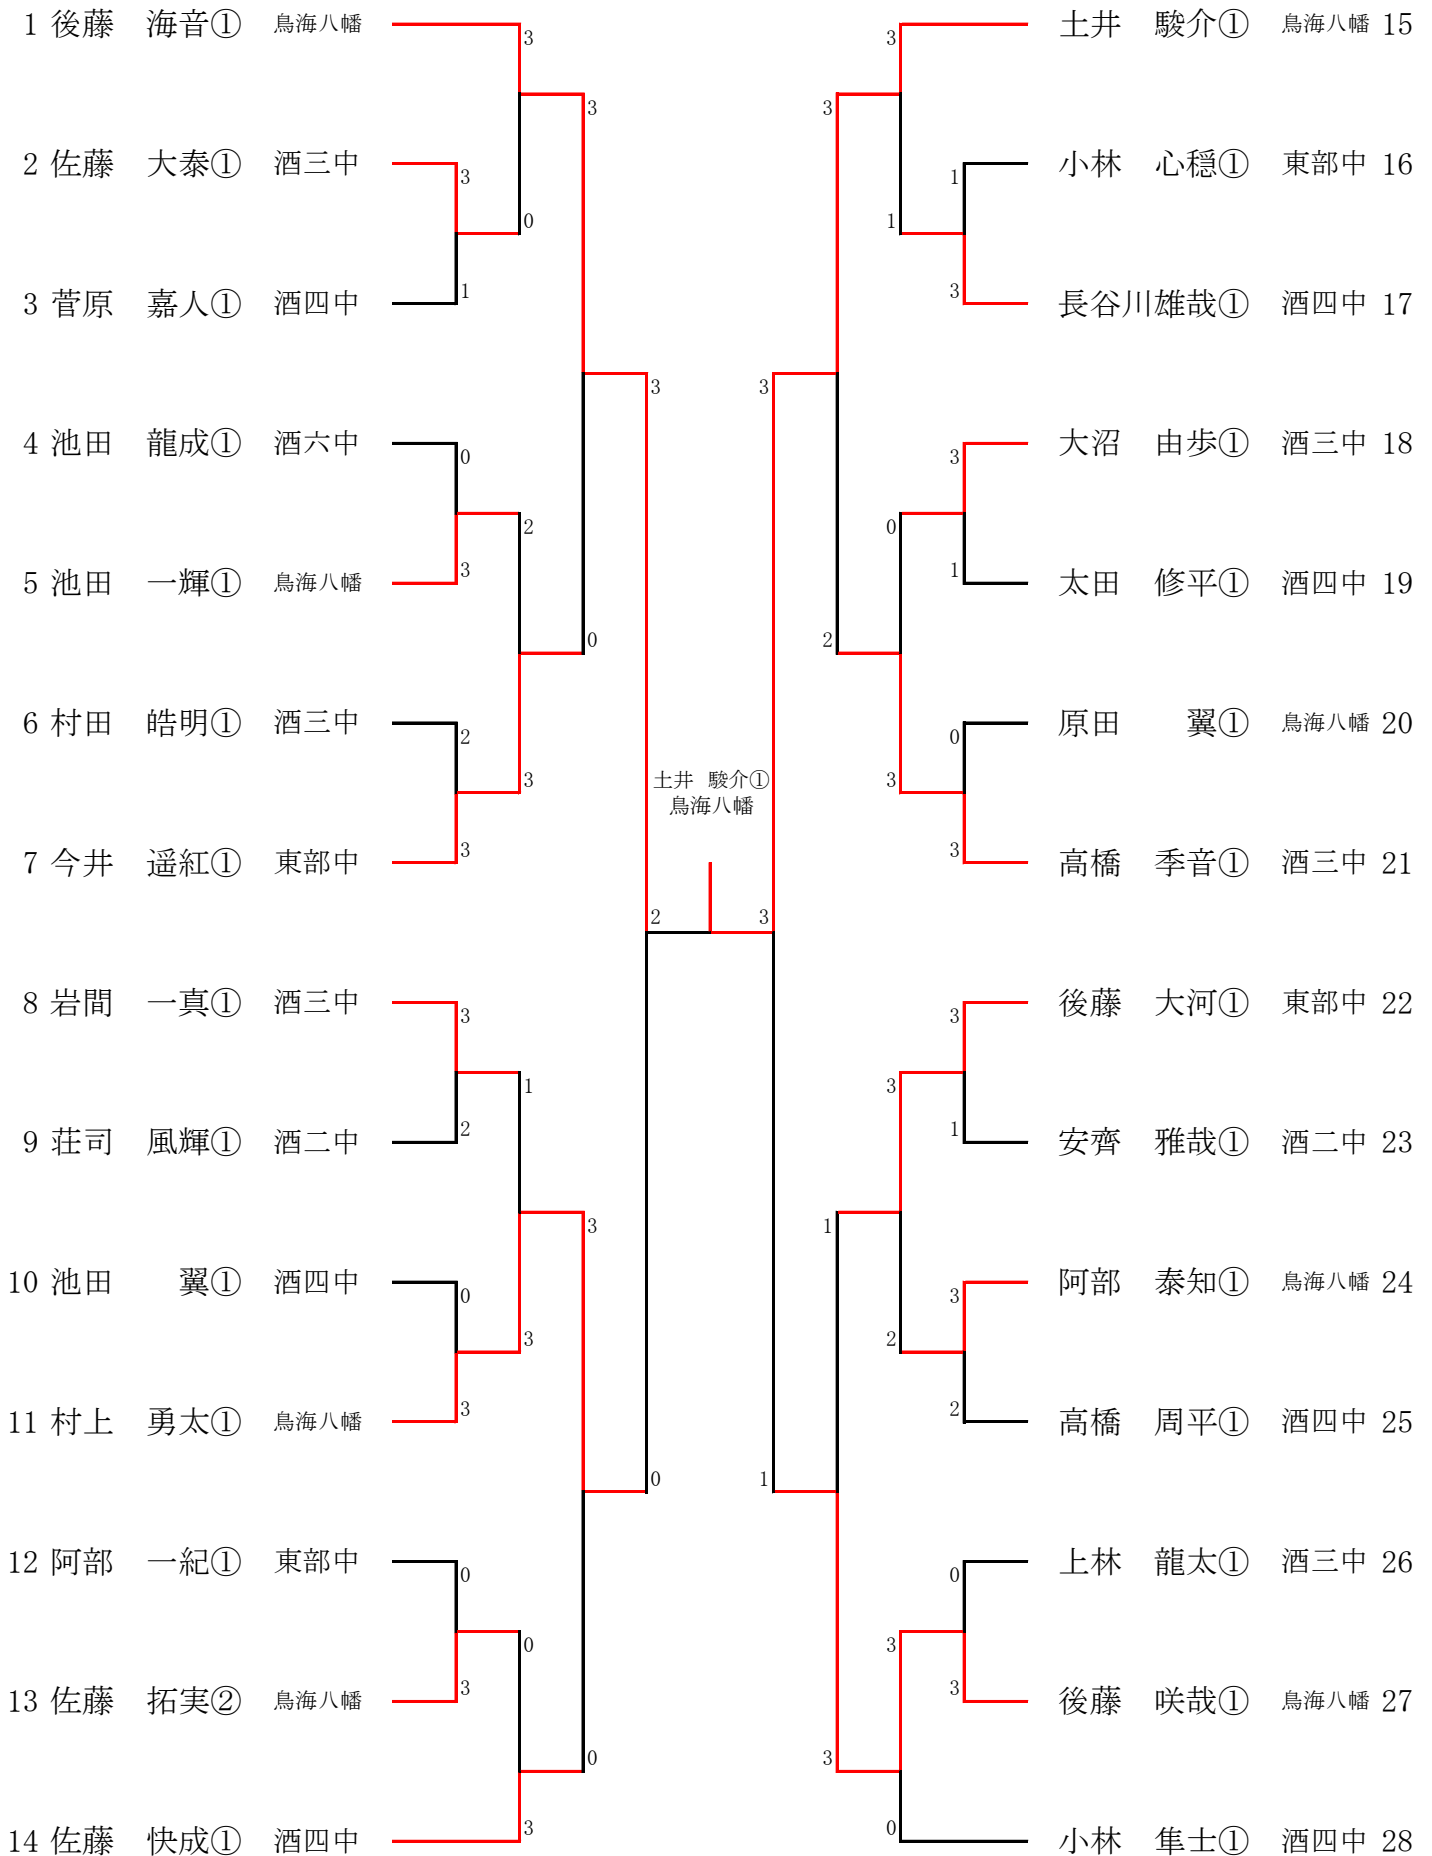 1 後藤　海音① 鳥海八幡
3
3
2 佐藤　大泰① 酒三中
3
0
3 菅原　嘉人① 酒四中
1
3
4 池田　龍成① 酒六中
0
2
5 池田　一輝① 鳥海八幡
3
0
6 村田　皓明① 酒三中
2
3
7 今井　遥紅① 東部中
3
2
8 岩間　一真① 酒三中
3
1
9 荘司　風輝① 酒二中
2
3
10 池田　翼① 酒四中
0
3
11 村上　勇太① 鳥海八幡
3
0
12 阿部　一紀① 東部中
0
0
13 佐藤　拓実② 鳥海八幡
3
0
14 佐藤　快成① 酒四中
3
土井　駿介①
鳥海八幡
土井　駿介① 鳥海八幡 15
3
3
小林　心穏① 東部中 16
1
1
長谷川雄哉① 酒四中 17
3
3
大沼　由歩① 酒三中 18
3
0
太田　修平① 酒四中 19
1
2
原田　翼① 鳥海八幡 20
0
3
高橋　季音① 酒三中 21
3
3
後藤　大河① 東部中 22
3
3
安齊　雅哉① 酒二中 23
1
1
阿部　泰知① 鳥海八幡 24
3
2
高橋　周平① 酒四中 25
2
1
上林　龍太① 酒三中 26
0
3
後藤　咲哉① 鳥海八幡 27
3
3
小林　隼士① 酒四中 28
0